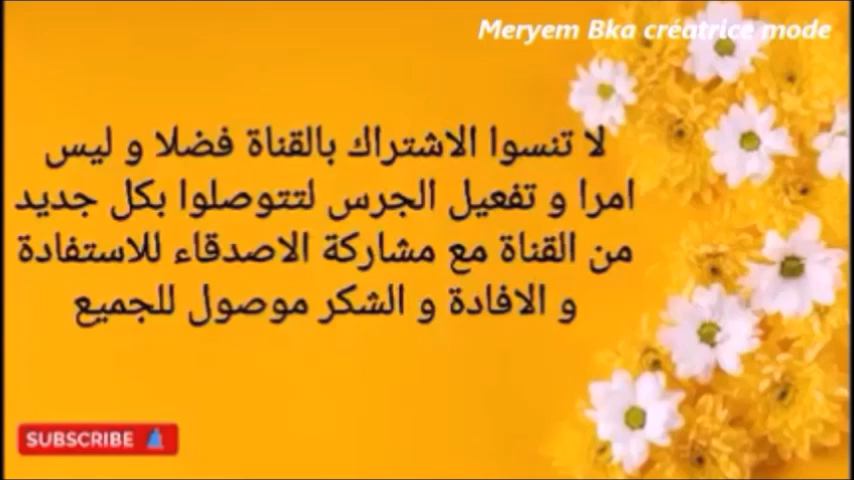 Meryem Bka créatrice mode
لا تنسوا الاشتراك بالقناة فضلا و ليس
امرا و تفعيل الجرس لتتوصلوا بكل جديد
من القناة مع مشاركة الاصدقاء للاستفادة
و الافادة و الشكر موصول للجميع
SUBSCRIBE